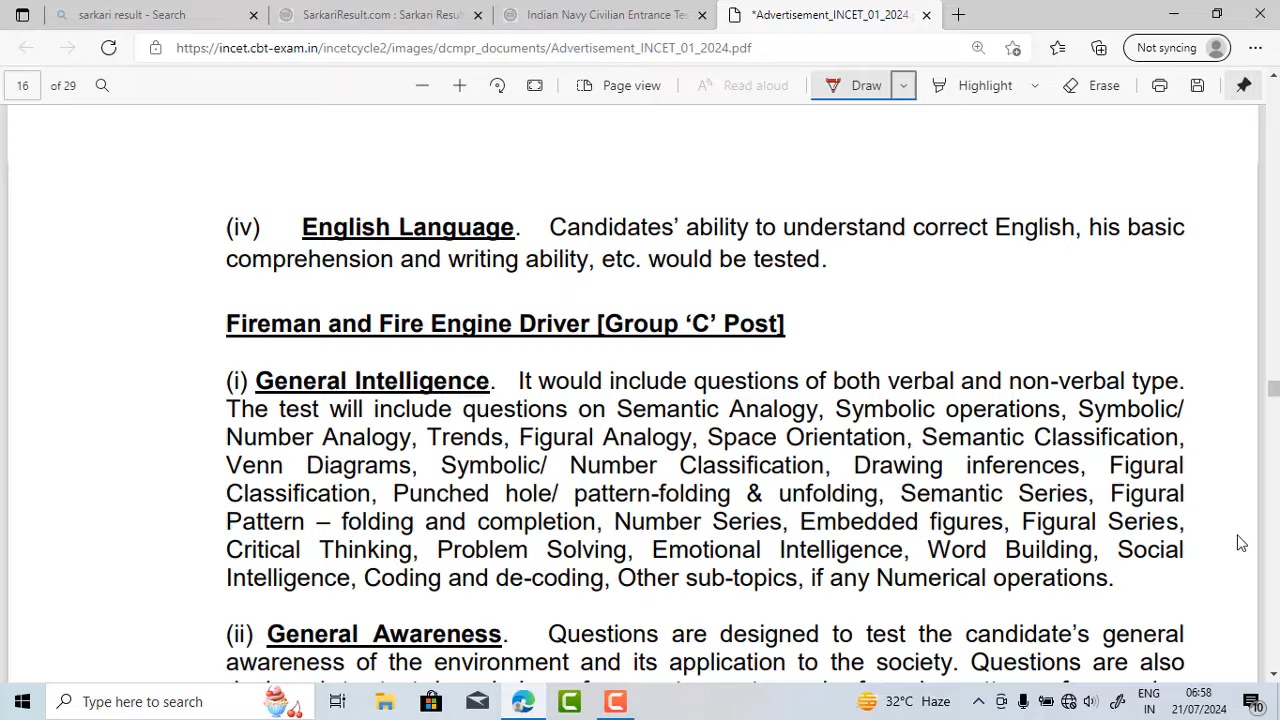 sarkari result - Search
SarkariResult.com : Sarkari Resul
Indian Navy Civilian Entrance Tes
*Advertisement_INCET_01_2024.
https://incet.cbt-exam.in/incetcycle2/images/dcmpr_documents/Advertisement_INCET_01_2024.pdf
Not syncing
16 of 29
Page view
Read aloud
Draw
Highlight
Erase
(iv) English Language. Candidates’ ability to understand correct English, his basic
comprehension and writing ability, etc. would be tested.
Fireman and Fire Engine Driver [Group ‘C’ Post]
(i) General Intelligence. It would include questions of both verbal and non-verbal type.
The test will include questions on Semantic Analogy, Symbolic operations, Symbolic/
Number Analogy, Trends, Figural Analogy, Space Orientation, Semantic Classification,
Venn Diagrams, Symbolic/ Number Classification, Drawing inferences, Figural
Classification, Punched hole/ pattern-folding & unfolding, Semantic Series, Figural
Pattern – folding and completion, Number Series, Embedded figures, Figural Series,
Critical Thinking, Problem Solving, Emotional Intelligence, Word Building, Social
Intelligence, Coding and de-coding, Other sub-topics, if any Numerical operations.
(ii) General Awareness. Questions are designed to test the candidate’s general
awareness of the environment and its application to the society. Questions are also
Type here to search
32°C Haze
ENG
IN
06:58
21/07/2024
10